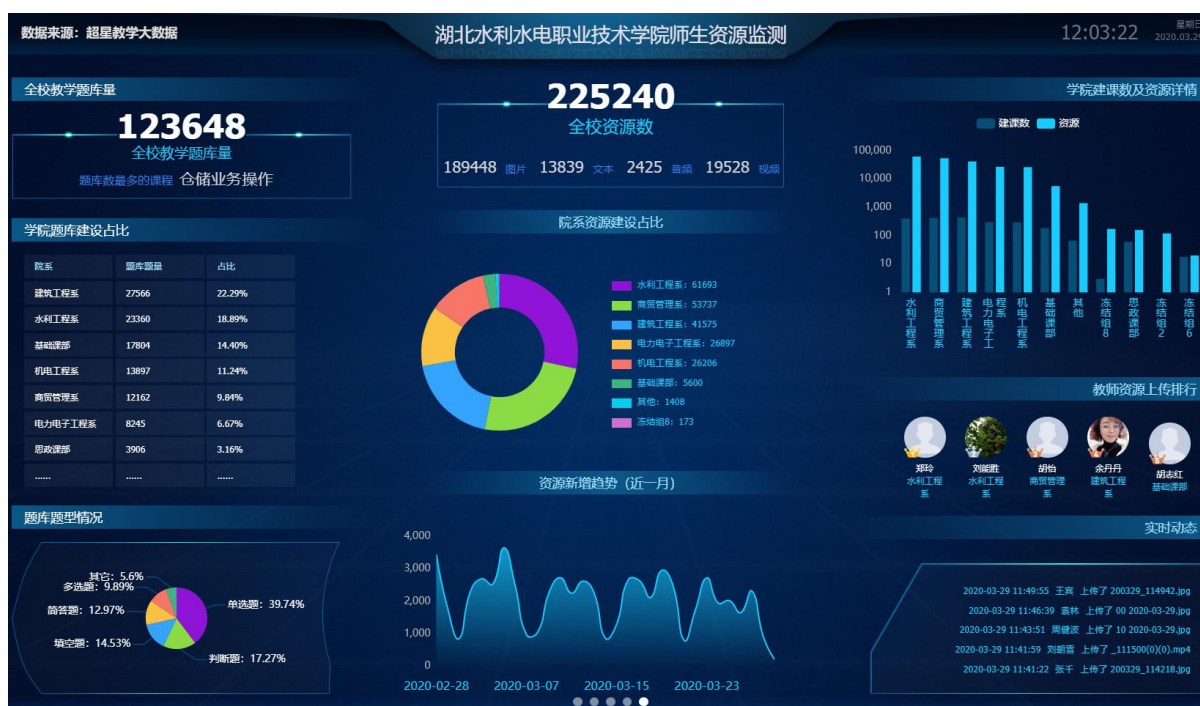 数据来源：超星教学大数据
湖北水利水电职业技术学院师生资源监测
12:03:22
星期日
2020.03.29
全校教学题库量
123648
全校教学题库量
题库数最多的课程 仓储业务操作
学院题库建设占比
院系 题库题量 占比
建筑工程系 27566 22.29%
水利工程系 23360 18.89%
基础课部 17804 14.40%
机电工程系 13897 11.24%
商贸管理系 12162 9.84%
电力电子工程系 8245 6.67%
思政课部 3906 3.16%
...... ...... ......
题库题型情况
其它：5.6%
多选题：9.89%
简答题：12.97%
填空题：14.53%
单选题：39.74%
判断题：17.27%
225240
全校资源数
189448 图片 13839 文本 2425 音频 19528 视频
院系资源建设占比
水利工程系：61693
商贸管理系：53737
建筑工程系：41575
电力电子工程系：26897
机电工程系：26206
基础课部：5600
其他：1408
冻结组8：173
资源新增趋势（近一月）
4,000
3,000
2,000
1,000
0
2020-02-28 2020-03-07 2020-03-15 2020-03-23
学院建课数及资源详情
建课数 资源
100,000
10,000
1,000
100
10
1
水利工程系
商贸管理系
建筑工程系
电力电子工程系
机电工程系
基础课部
其他
冻结组8
思政课部
冻结组2
冻结组6
教师资源上传排行
郑玲
水利工程系
刘能胜
水利工程系
胡怡
商贸管理系
余丹丹
建筑工程系
胡志红
基础课部
实时动态
2020-03-29 11:49:55 王宾 上传了 200329_114942.jpg
2020-03-29 11:46:39 袁林 上传了 00 2020-03-29.jpg
2020-03-29 11:43:51 周健波 上传了 10 2020-03-29.jpg
2020-03-29 11:41:59 刘朝雪 上传了 _111500(0)(0).mp4
2020-03-29 11:41:22 张千 上传了 200329_114218.jpg